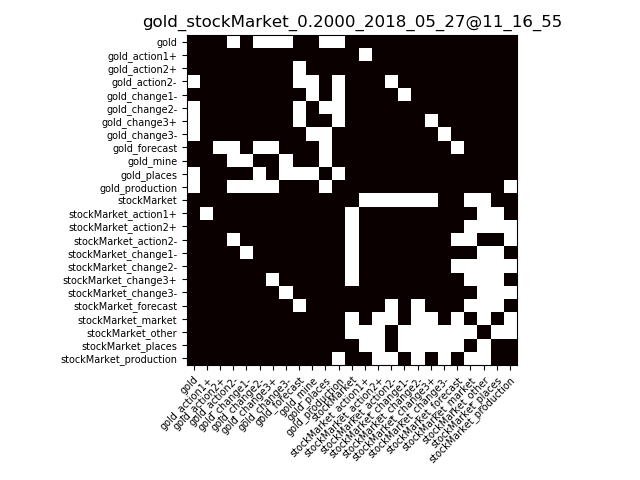 gold_stockMarket_0.2000_2018_05_27@11_16_55
gold
gold_action1+
gold_action2+
gold_action2-
gold_change1-
gold_change2-
gold_change3+
gold_change3-
gold_forecast
gold_mine
gold_places
gold_production
stockMarket
stockMarket_action1+
stockMarket_action2+
stockMarket_action2-
stockMarket_change1-
stockMarket_change2-
stockMarket_change3+
stockMarket_change3-
stockMarket_forecast
stockMarket_market
stockMarket_other
stockMarket_places
stockMarket_production
gold
gold_action1+
gold_action2+
gold_action2-
gold_change1-
gold_change2-
gold_change3+
gold_change3-
gold_forecast
gold_mine
gold_places
gold_production
stockMarket
stockMarket_action1+
stockMarket_action2+
stockMarket_action2-
stockMarket_change1-
stockMarket_change2-
stockMarket_change3+
stockMarket_change3-
stockMarket_forecast
stockMarket_market
stockMarket_other
stockMarket_places
stockMarket_production